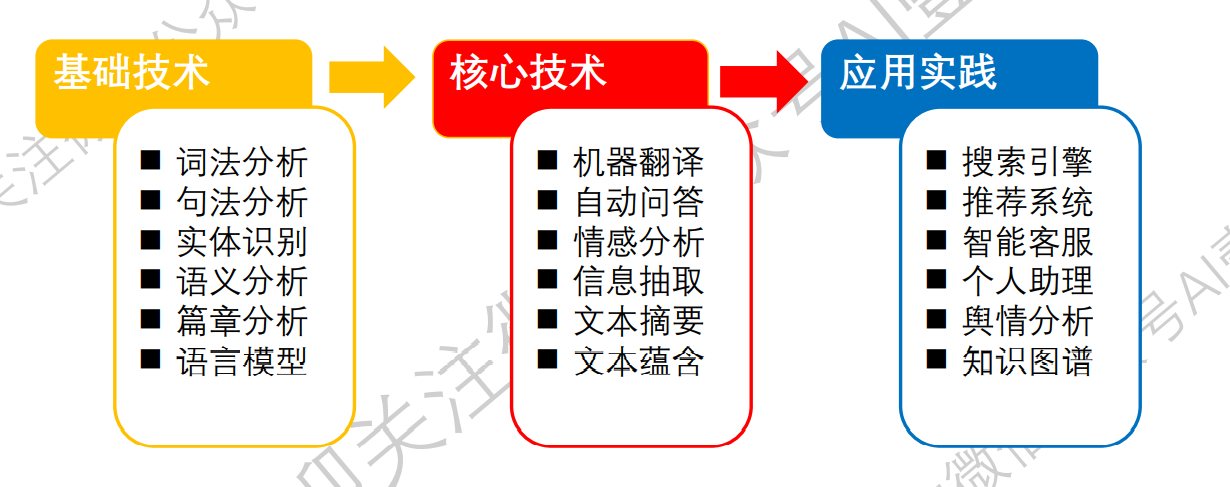 基础技术
■ 词法分析
■ 句法分析
■ 实体识别
■ 语义分析
■ 篇章分析
■ 语言模型
核心技术
■ 机器翻译
■ 自动问答
■ 情感分析
■ 信息抽取
■ 文本摘要
■ 文本蕴含
应用实践
■ 搜索引擎
■ 推荐系统
■ 智能客服
■ 个人助理
■ 舆情分析
■ 知识图谱